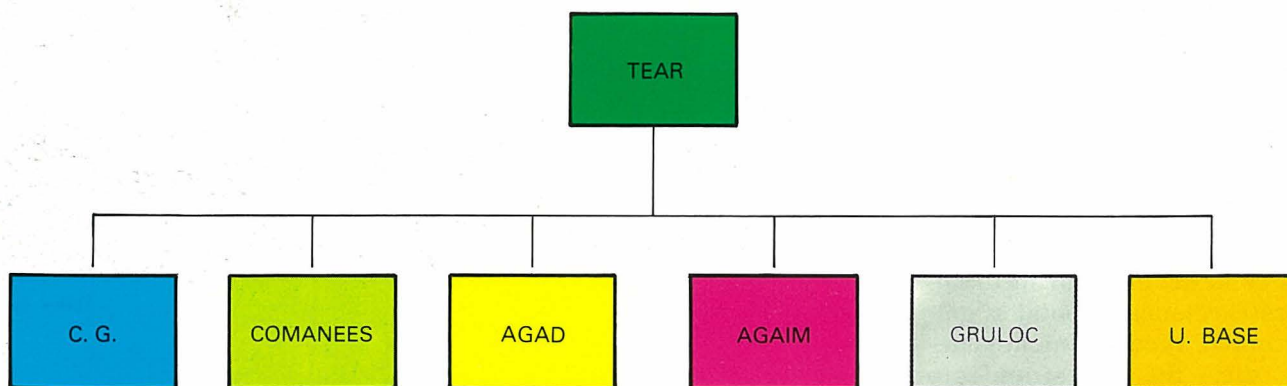 TEAR
C. G.
COMANEES
AGAD
AGAIM
GRULOC
U. BASE